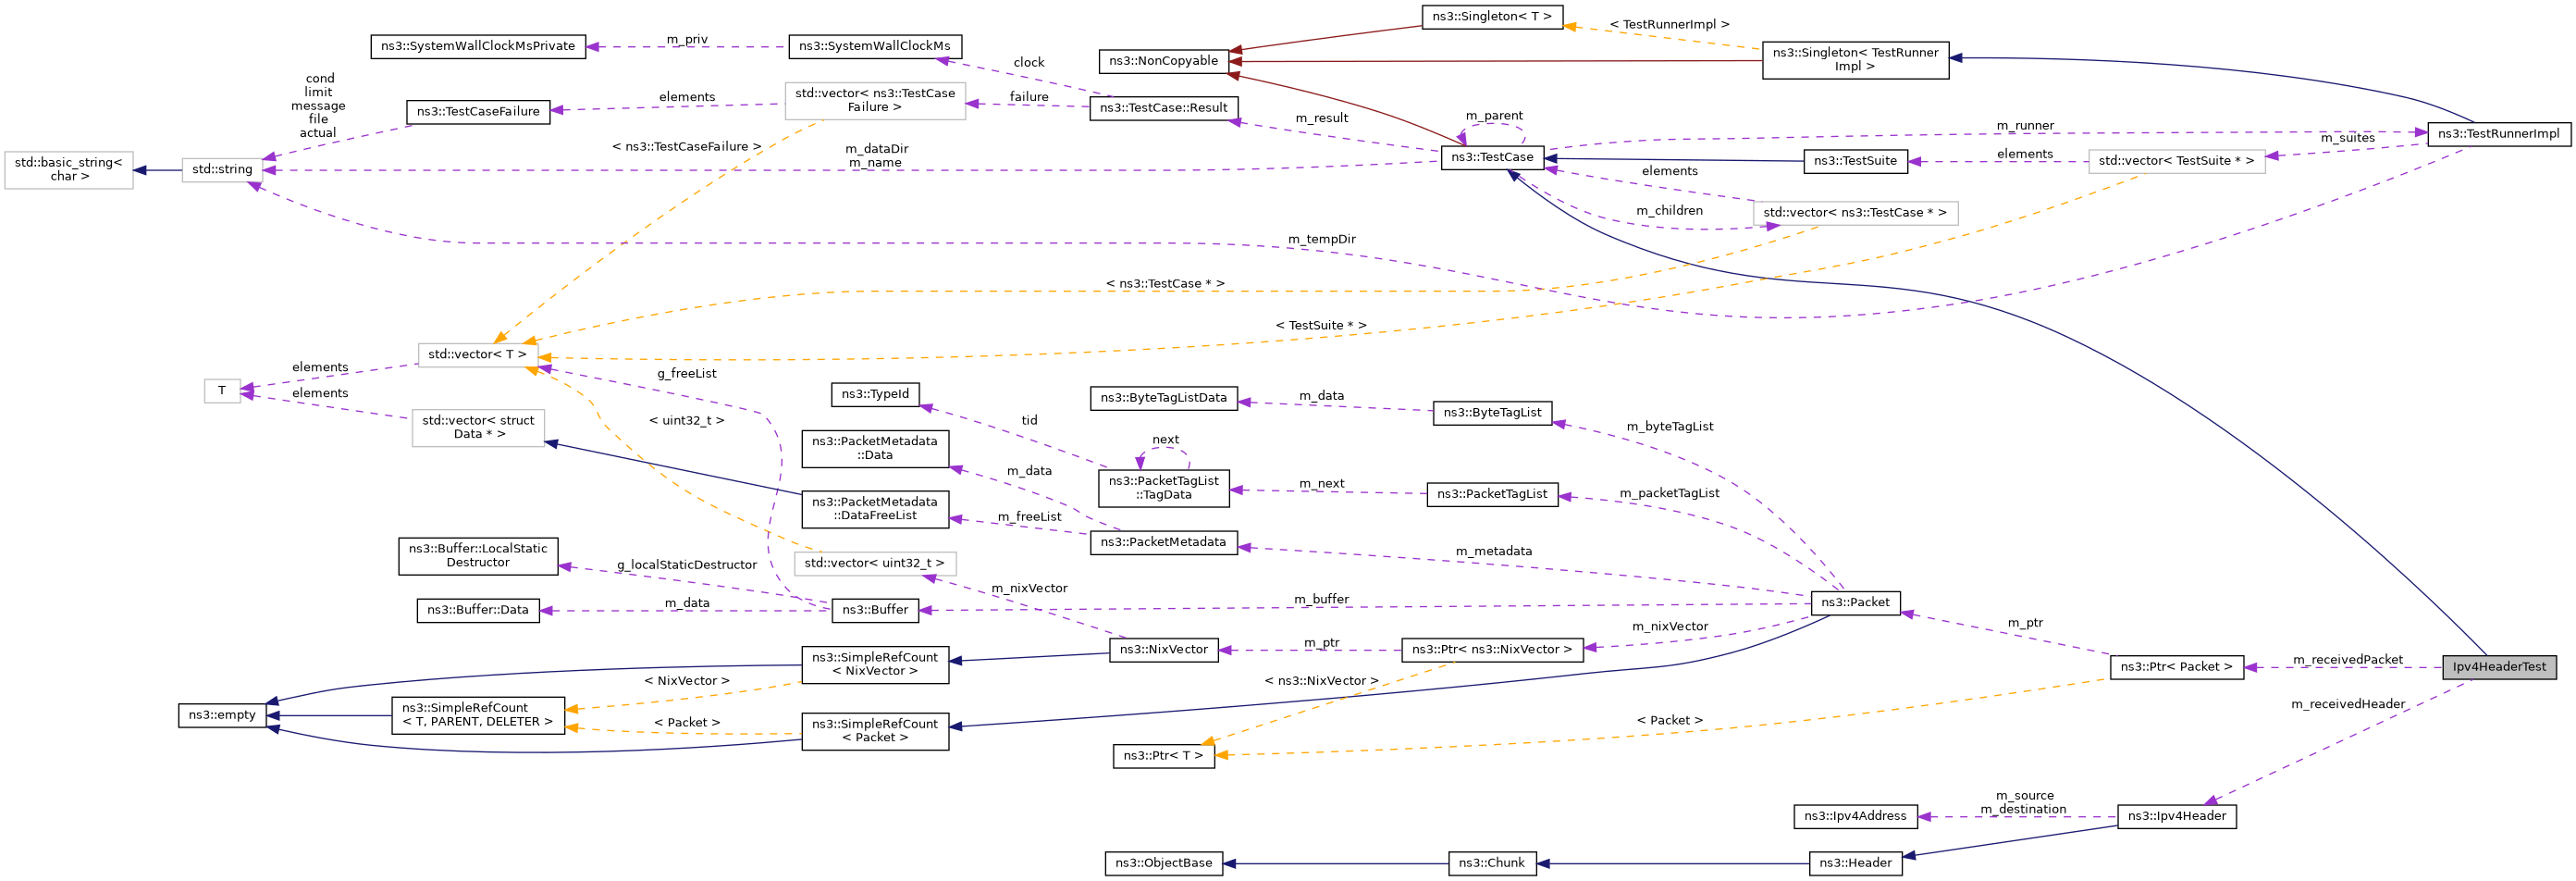 ns3::Singleton< T >
< TestRunnerImpl >
ns3::SystemWallClockMsPrivate
m_priv
ns3::SystemWallClockMs
ns3::NonCopyable
ns3::Singleton< TestRunner
Impl >
clock
cond
limit
message
file
actual
ns3::TestCaseFailure
elements
std::vector< ns3::TestCase
Failure >
failure
ns3::TestCase::Result
m_result
m_parent
m_runner
ns3::TestRunnerImpl
m_suites
std::basic_string<
char >
std::string
< ns3::TestCaseFailure >
m_dataDir
m_name
ns3::TestCase
ns3::TestSuite
elements
std::vector< TestSuite * >
elements
m_children
std::vector< ns3::TestCase * >
m_tempDir
< ns3::TestCase * >
< TestSuite * >
std::vector< T >
elements
T
elements
g_freeList
std::vector< struct
Data * >
< uint32_t >
ns3::TypeId
tid
ns3::ByteTagListData
m_data
ns3::ByteTagList
m_byteTagList
ns3::PacketMetadata
::Data
next
m_data
ns3::PacketTagList
::TagData
m_next
ns3::PacketTagList
m_packetTagList
ns3::PacketMetadata
::DataFreeList
m_freeList
ns3::PacketMetadata
m_metadata
ns3::Buffer::LocalStatic
Destructor
g_localStaticDestructor
std::vector< uint32_t >
m_nixVector
ns3::Buffer::Data
m_data
ns3::Buffer
m_buffer
ns3::Packet
m_nixVector
m_ptr
ns3::SimpleRefCount
< NixVector >
ns3::NixVector
m_ptr
ns3::Ptr< ns3::NixVector >
ns3::Ptr< Packet >
m_receivedPacket
Ipv4HeaderTest
< NixVector >
< ns3::NixVector >
m_receivedHeader
ns3::empty
ns3::SimpleRefCount
< T, PARENT, DELETER >
< Packet >
ns3::SimpleRefCount
< Packet >
< Packet >
ns3::Ptr< T >
ns3::Ipv4Address
m_source
m_destination
ns3::Ipv4Header
ns3::ObjectBase
ns3::Chunk
ns3::Header